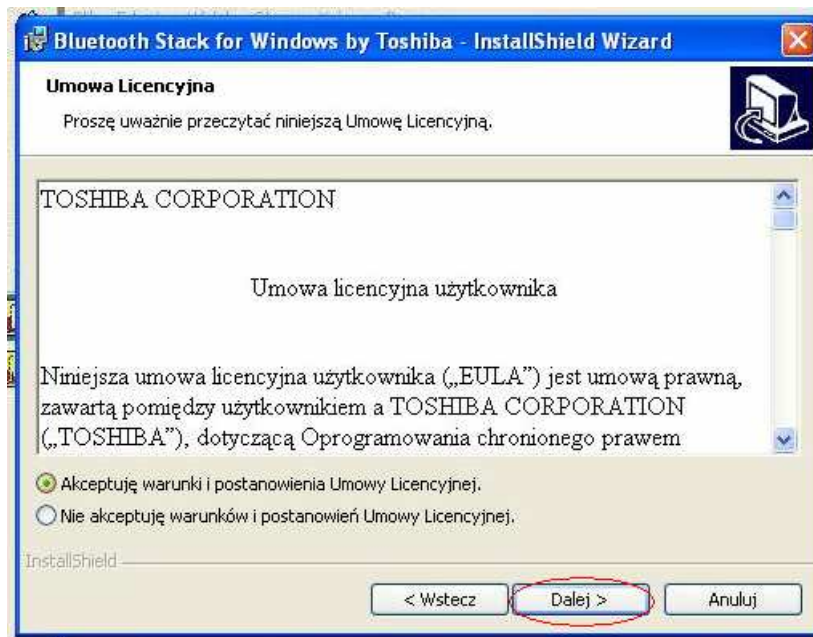 Bluetooth Stack for Windows by Toshiba - InstallShield Wizard
Umowa Licencyjna
Proszę uważnie przeczytać niniejszą Umowę Licencyjną.
TOSHIBA CORPORATION
Umowa licencyjna użytkownika
Niniejsza umowa licencyjna użytkownika („EULA”) jest umową prawną,
zawartą pomiędzy użytkownikiem a TOSHIBA CORPORATION
(„TOSHIBA”), dotyczącą Oprogramowania chronionego prawem
Akceptuję warunki i postanowienia Umowy Licencyjnej.
Nie akceptuję warunków i postanowień Umowy Licencyjnej.
InstallShield
< Wstecz
Dalej >
Anuluj